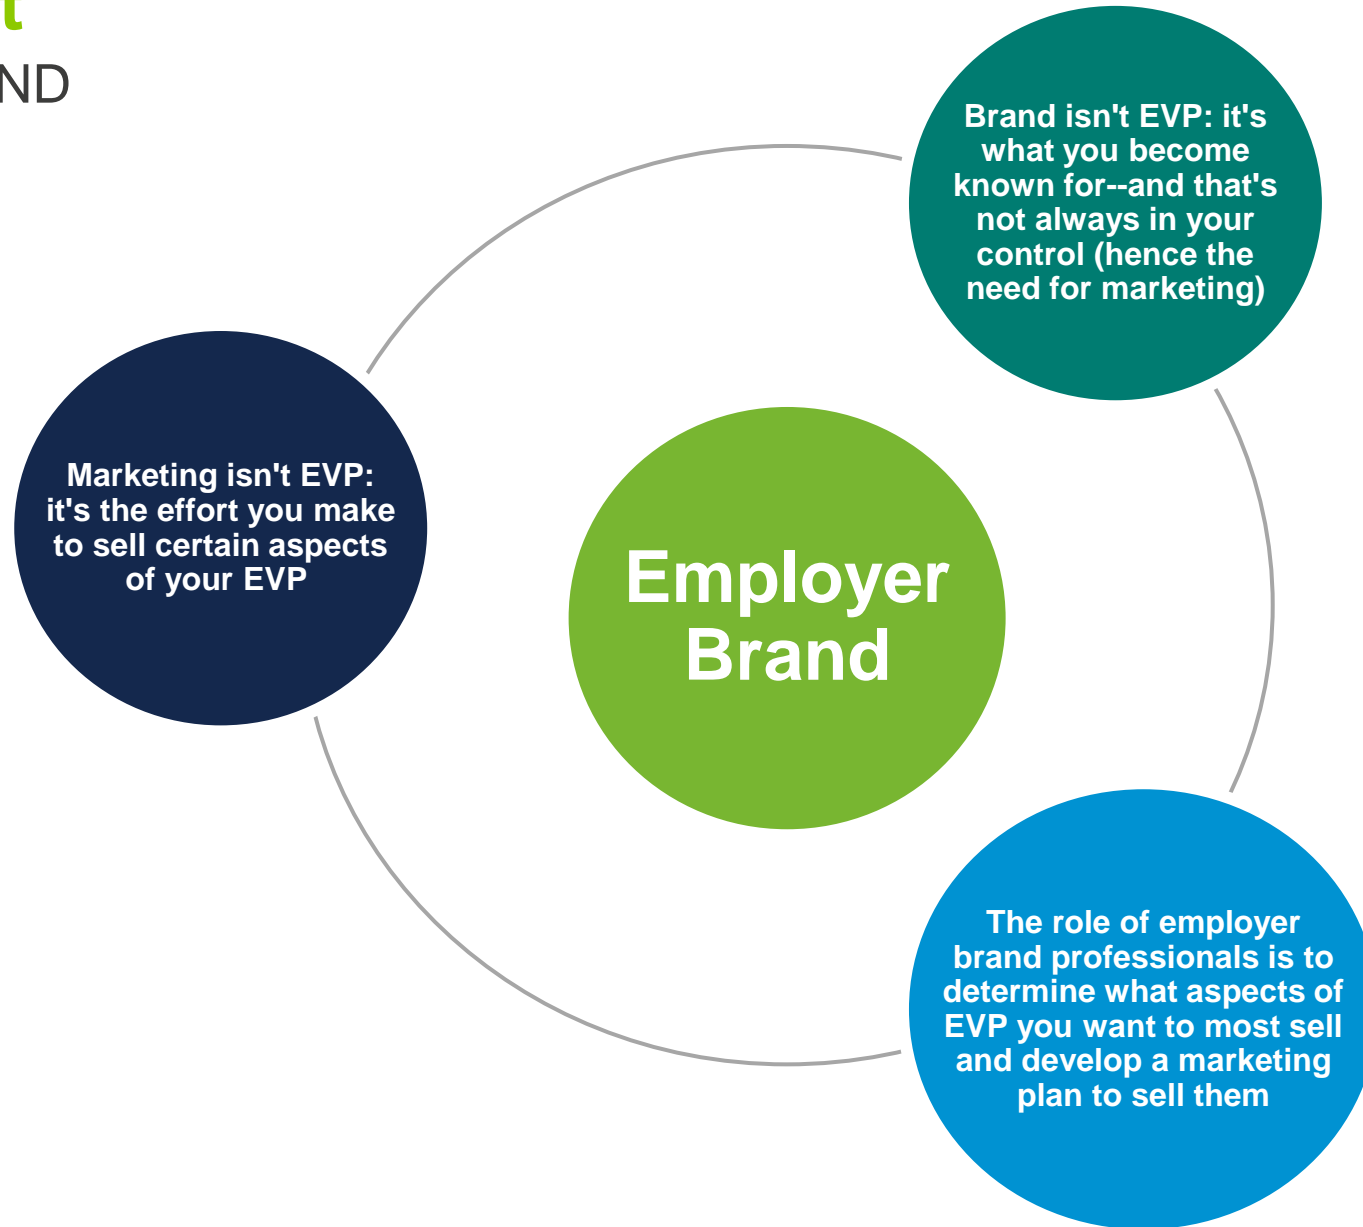 t
ND
Brand isn't EVP: it's
what you become
known for--and that's
not always in your
control (hence the
need for marketing)
Marketing isn't EVP:
it's the effort you make
to sell certain aspects
of your EVP
Employer
Brand
The role of employer
brand professionals is to
determine what aspects of
EVP you want to most sell
and develop a marketing
plan to sell them